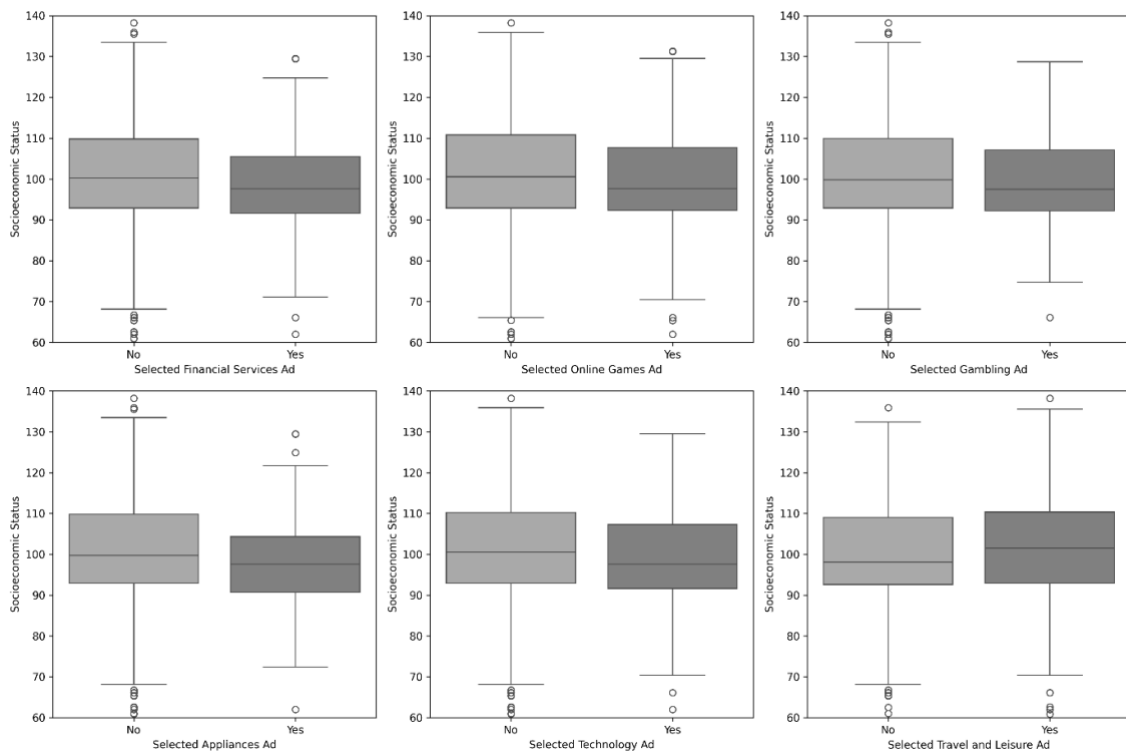 140
130
120
110
100
90
80
70
60
Socioeconomic Status
No
Yes
Selected Financial Services Ad
140
130
120
110
100
90
80
70
60
Socioeconomic Status
No
Yes
Selected Online Games Ad
140
130
120
110
100
90
80
70
60
Socioeconomic Status
No
Yes
Selected Gambling Ad
140
130
120
110
100
90
80
70
60
Socioeconomic Status
No
Yes
Selected Appliances Ad
140
130
120
110
100
90
80
70
60
Socioeconomic Status
No
Yes
Selected Technology Ad
140
130
120
110
100
90
80
70
60
Socioeconomic Status
No
Yes
Selected Travel and Leisure Ad